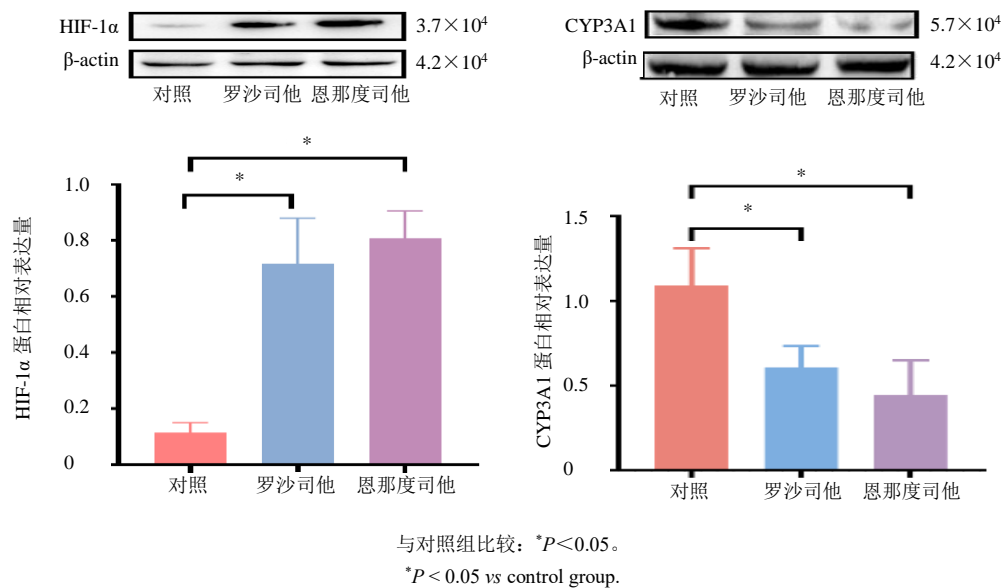 HIF-1α
3.7×10⁴
β-actin
4.2×10⁴
对照 罗沙司他 恩那度司他
*
*
1.0
0.8
0.6
0.4
0.2
0
HIF-1α 蛋白相对表达量
对照 罗沙司他 恩那度司他
CYP3A1
5.7×10⁴
β-actin
4.2×10⁴
对照 罗沙司他 恩那度司他
*
*
1.5
1.0
0.5
0
CYP3A1 蛋白相对表达量
对照 罗沙司他 恩那度司他
与对照组比较：*P＜0.05。
*P < 0.05 vs control group.